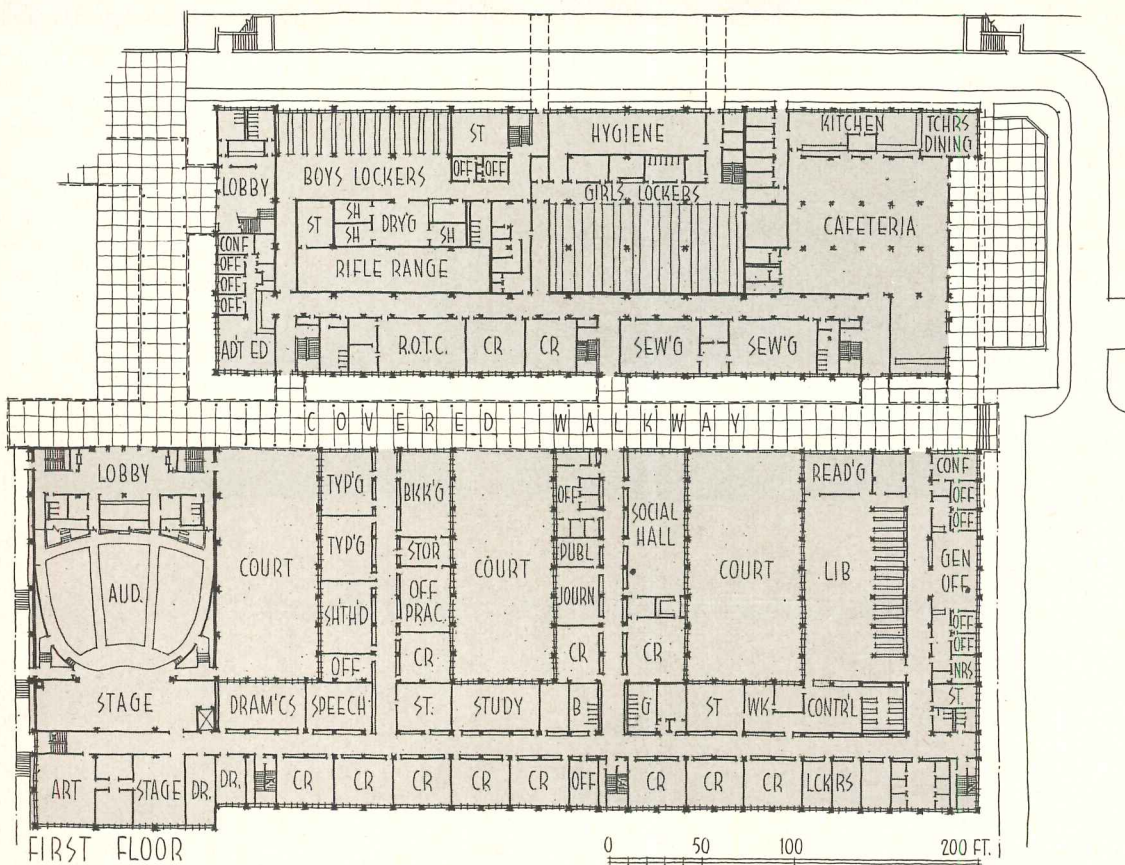 ST
HYGIENE
KITCHEN
TCHRS
DINING
OFF OFF
LOBBY
BOYS LOCKERS
GIRLS LOCKERS
CAFETERIA
SH
ST
DRY'G
SH
SH
CONF
OFF
OFF
OFF
RIFLE RANGE
AD'T ED
R.O.T.C.
CR
CR
SEW'G
SEW'G
COVERED WALKWAY
LOBBY
TYP'G
BKK'G
OFF
READ'G
CONF
OFF
OFF
SOCIAL
HALL
COURT
TYP'G
STOR
COURT
PUBL
COURT
LIB
GEN
OFF.
AUD.
OFF
PRAC.
JOURN
SH'TH'D
OFF
OFF
CR
CR
CR
OFF
NRS
STAGE
DRAM'CS
SPEECH
ST.
STUDY
B
G
ST
WK
CONTR'L
ST.
ART
STAGE
DR.
DR.
CR
CR
CR
CR
CR
OFF
CR
CR
CR
LCKRS
FIRST FLOOR
0 50 100 200 FT.